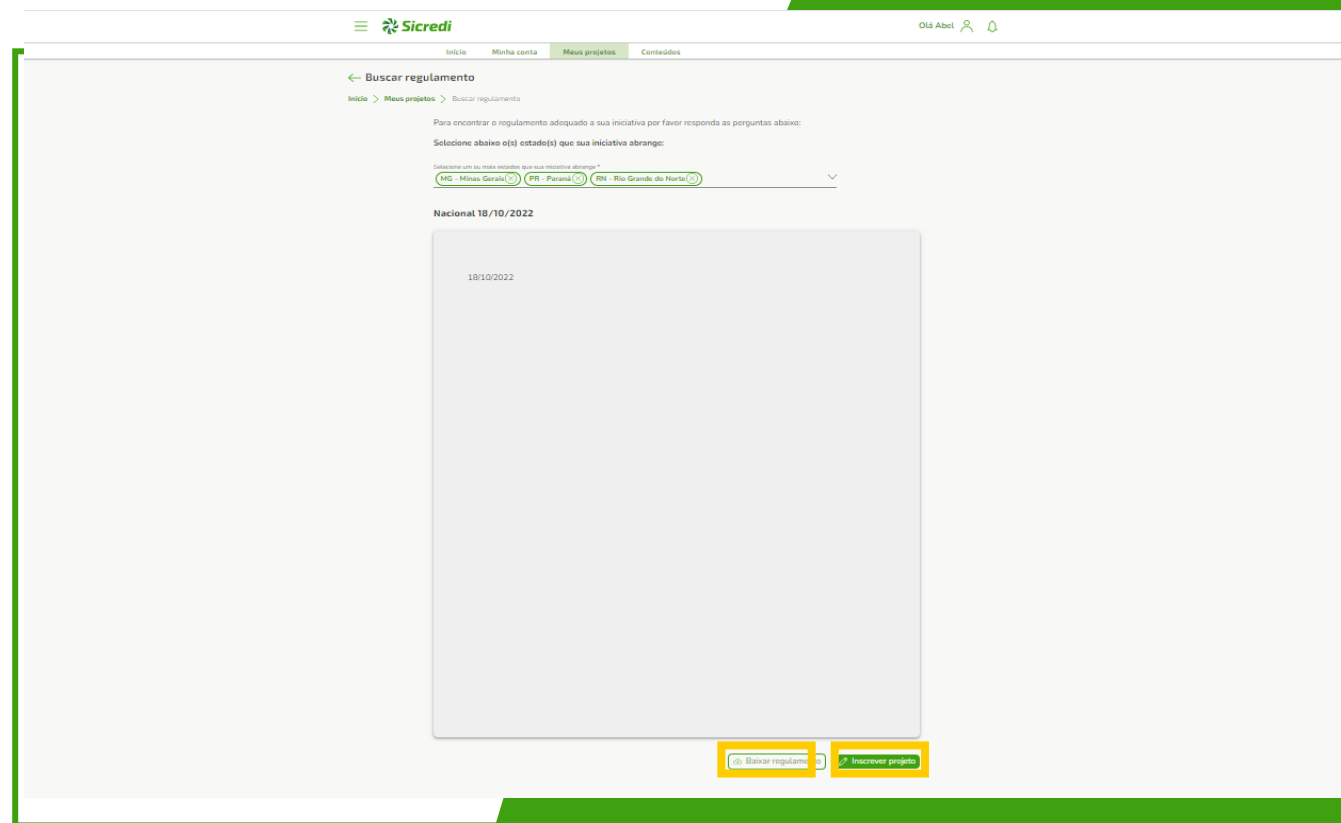 Sicredi
Olá Abel
Início Minha conta Meus projetos Conteúdos
Buscar regulamento
Início > Meus projetos > Buscar regulamento
Para encontrar o regulamento adequado a sua iniciativa por favor responda as perguntas abaixo:
Selecione abaixo o(s) estado(s) que sua iniciativa abrange:
Selecione um ou mais estados que sua iniciativa abrange *
MG - Minas Gerais PR - Paraná RN - Rio Grande do Norte
Nacional 18/10/2022
18/10/2022
Baixar regulamento Inscrever projeto